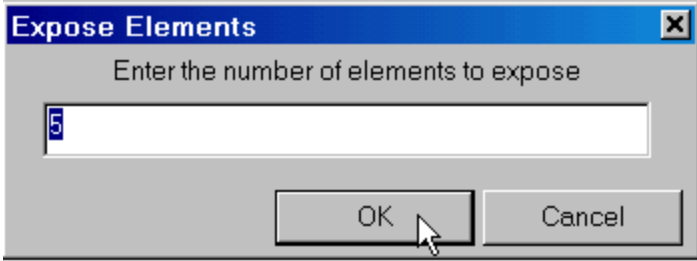 Expose Elements
Enter the number of elements to expose
5
OK
Cancel